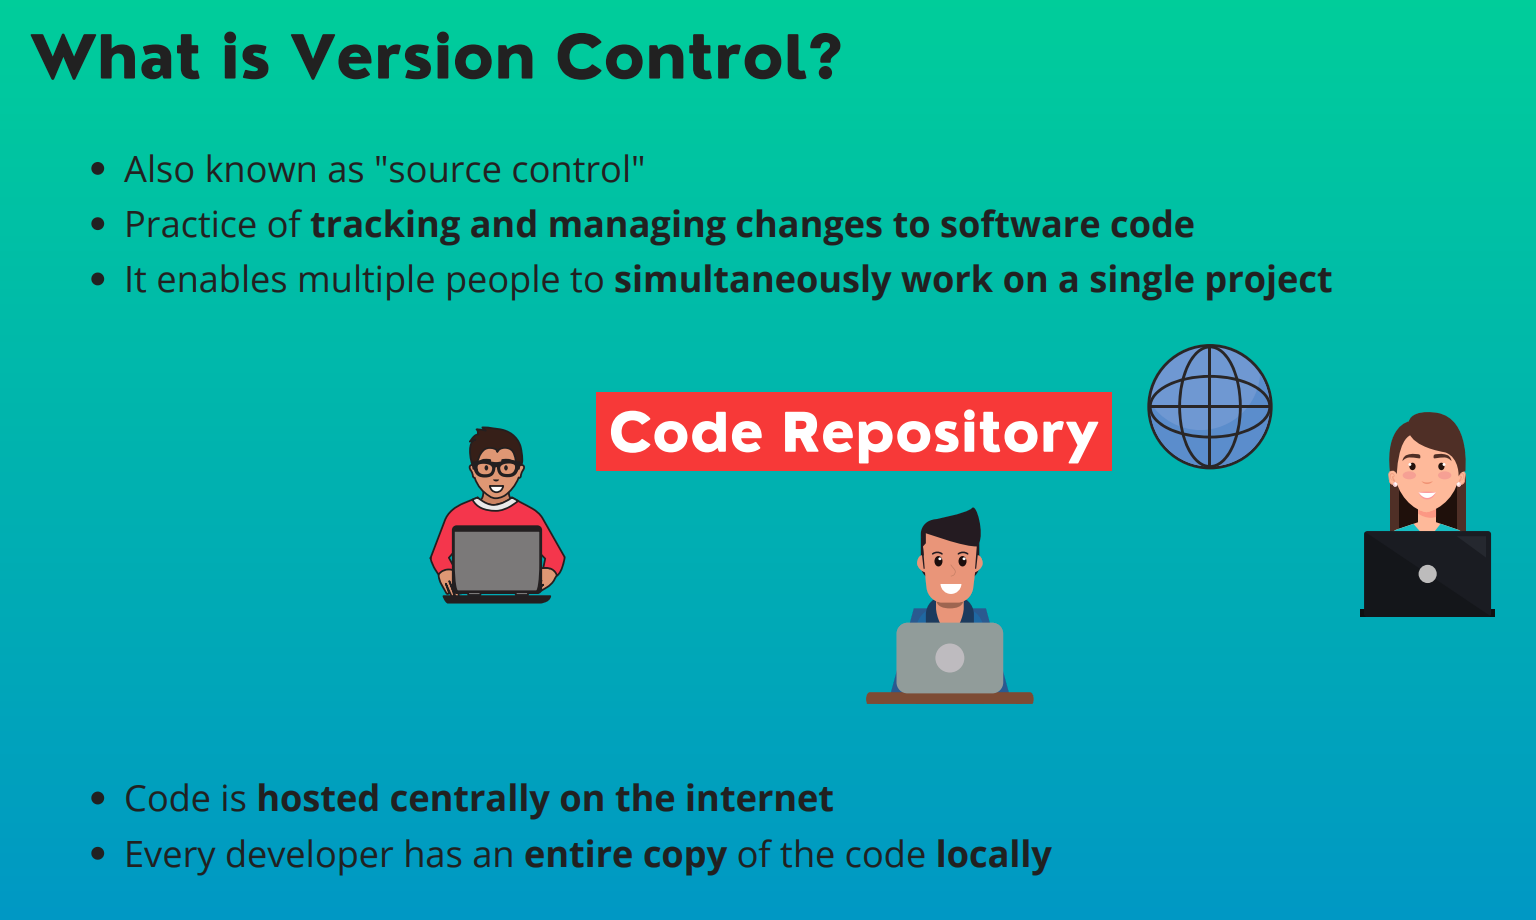 What is Version Control?
• Also known as "source control"
• Practice of tracking and managing changes to software code
• It enables multiple people to simultaneously work on a single project
Code Repository
• Code is hosted centrally on the internet
• Every developer has an entire copy of the code locally